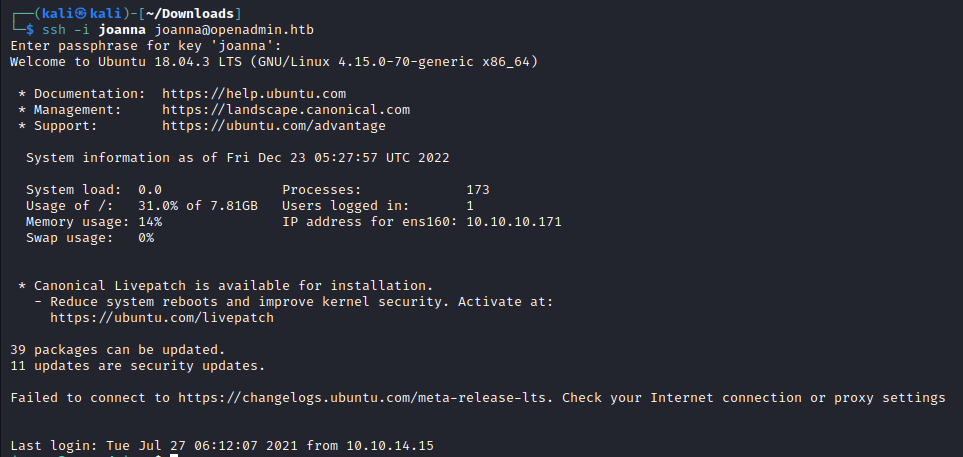 ┌──(kali㉿kali)-[~/Downloads]
└─$ ssh -i joanna joanna@openadmin.htb
Enter passphrase for key 'joanna':
Welcome to Ubuntu 18.04.3 LTS (GNU/Linux 4.15.0-70-generic x86_64)
* Documentation:  https://help.ubuntu.com
* Management:     https://landscape.canonical.com
* Support:        https://ubuntu.com/advantage
System information as of Fri Dec 23 05:27:57 UTC 2022
System load:  0.0               Processes:             173
Usage of /:   31.0% of 7.81GB   Users logged in:       1
Memory usage: 14%               IP address for ens160: 10.10.10.171
Swap usage:   0%
* Canonical Livepatch is available for installation.
- Reduce system reboots and improve kernel security. Activate at:
https://ubuntu.com/livepatch
39 packages can be updated.
11 updates are security updates.
Failed to connect to https://changelogs.ubuntu.com/meta-release-lts. Check your Internet connection or proxy settings
Last login: Tue Jul 27 06:12:07 2021 from 10.10.14.15